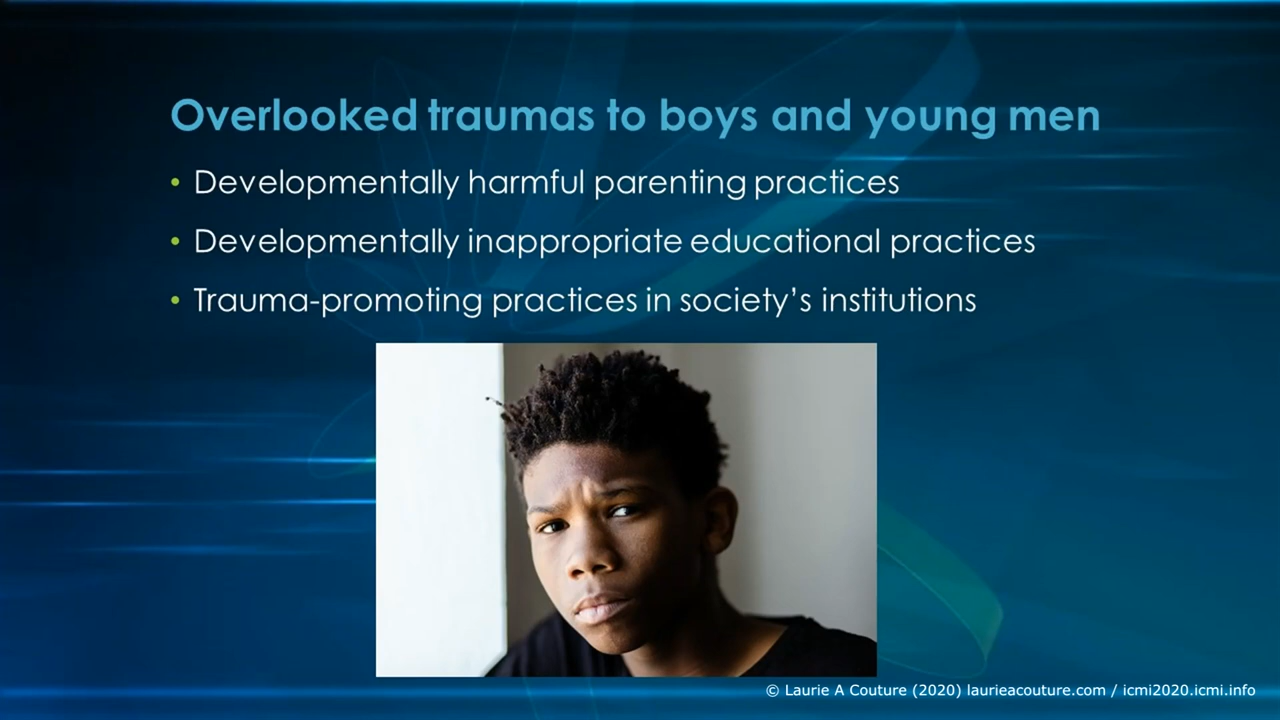 Overlooked traumas to boys and young men
• Developmentally harmful parenting practices
• Developmentally inappropriate educational practices
• Trauma-promoting practices in society’s institutions
© Laurie A Couture (2020) laurieacouture.com / icmi2020.icmi.info